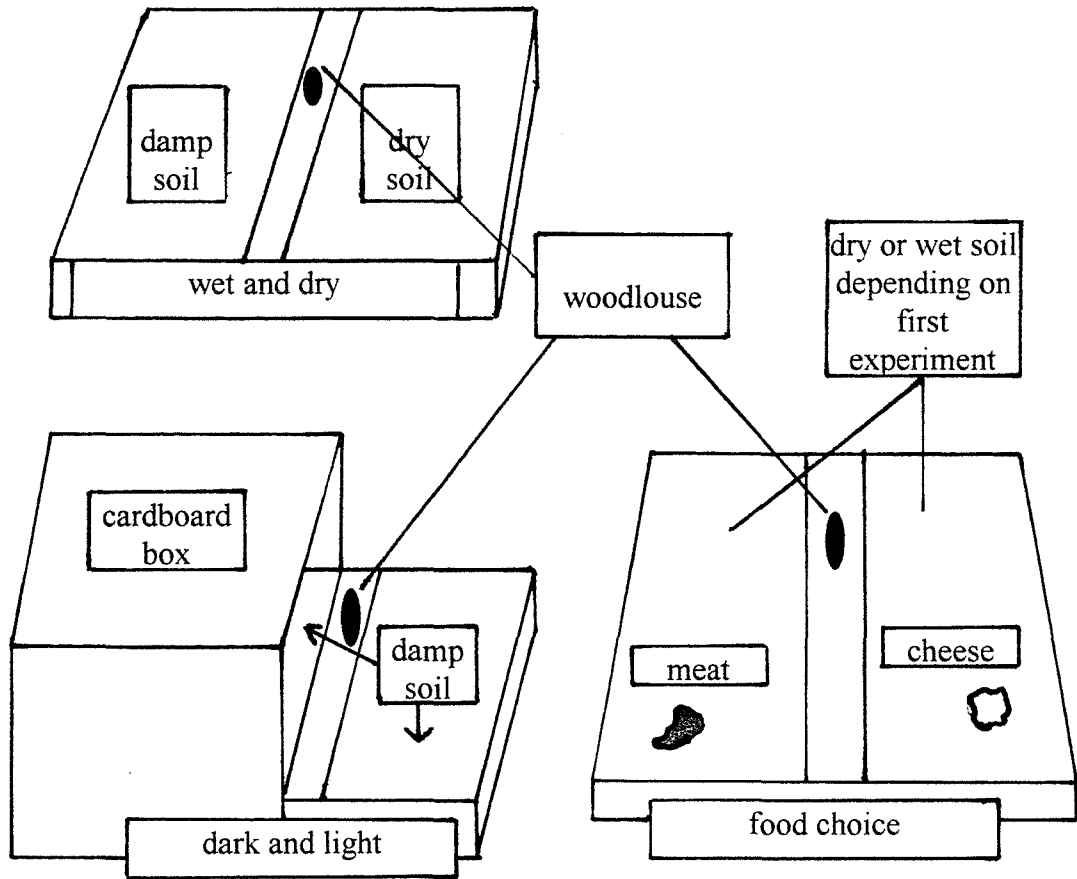 damp
soil
dry
soil
wet and dry
woodlouse
dry or wet soil
depending on
first
experiment
cardboard
box
damp
soil
dark and light
meat
cheese
food choice